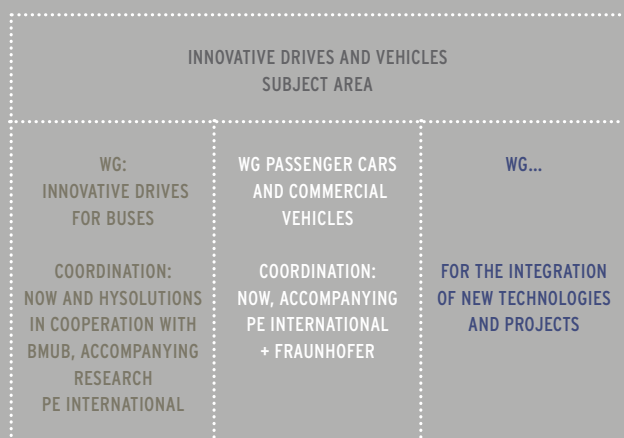 INNOVATIVE DRIVES AND VEHICLES
SUBJECT AREA
WG:
INNOVATIVE DRIVES
FOR BUSES
COORDINATION:
NOW AND HYSOLUTIONS
IN COOPERATION WITH
BMUB, ACCOMPANYING
RESEARCH
PE INTERNATIONAL
WG PASSENGER CARS
AND COMMERCIAL
VEHICLES
COORDINATION:
NOW, ACCOMPANYING
PE INTERNATIONAL
+ FRAUNHOFER
WG...
FOR THE INTEGRATION
OF NEW TECHNOLOGIES
AND PROJECTS